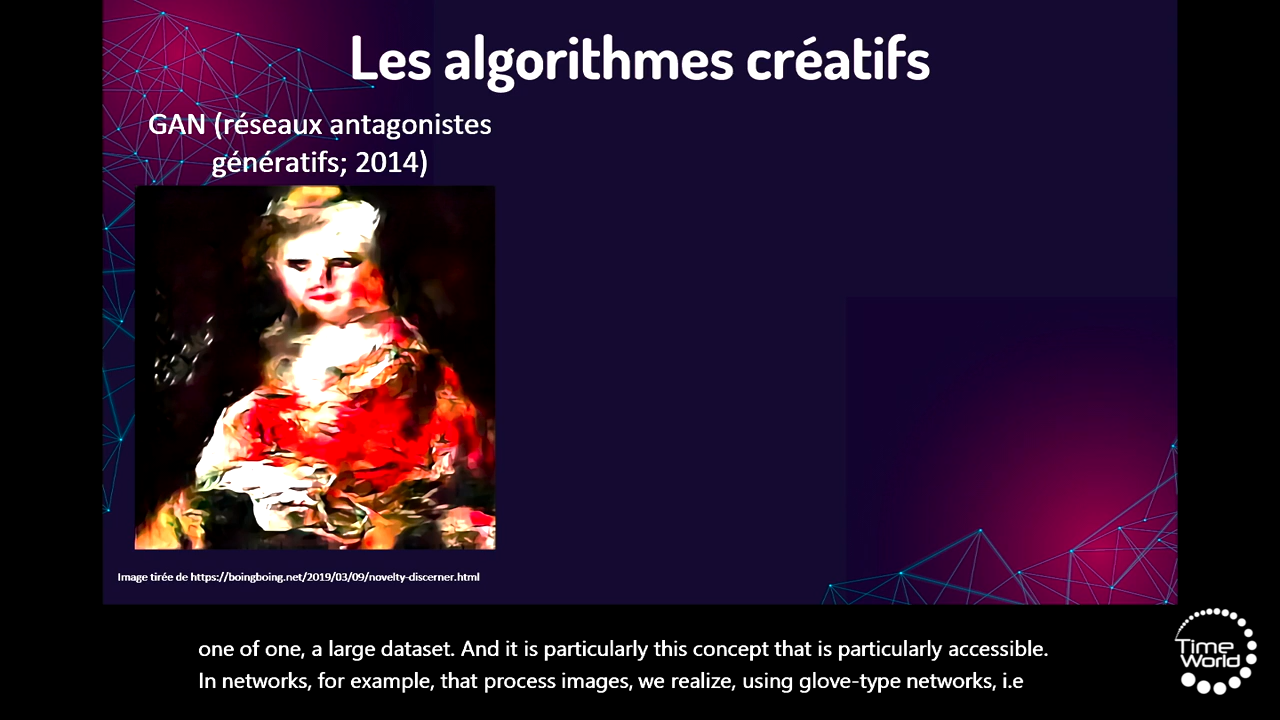 Les algorithmes créatifs
GAN (réseaux antagonistes
génératifs; 2014)
Image tirée de https://boingboing.net/2019/03/09/novelty-discerner.html
one of one, a large dataset. And it is particularly this concept that is particularly accessible.
In networks, for example, that process images, we realize, using glove-type networks, i.e
Time
World